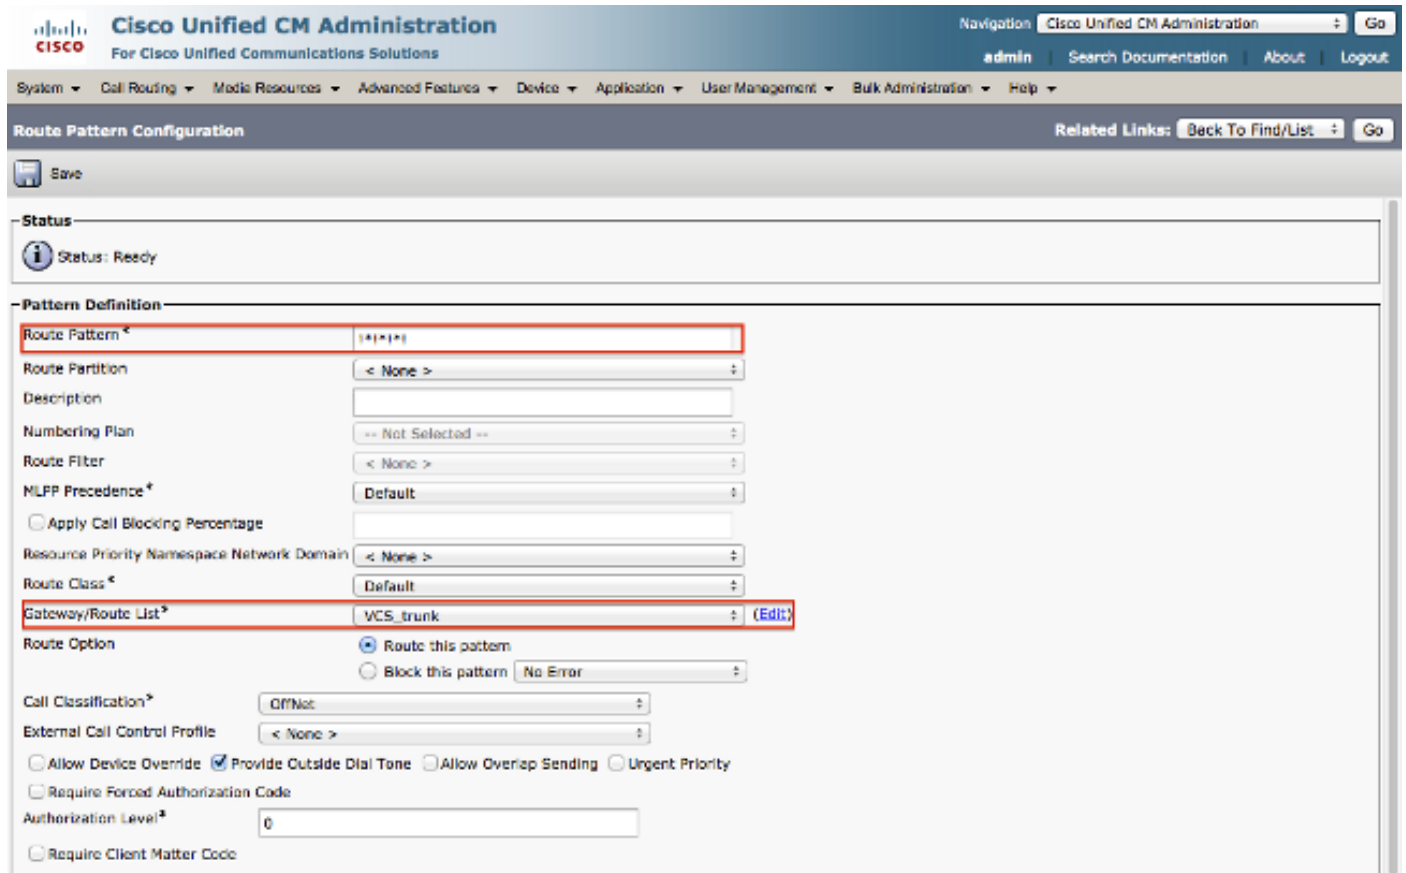 Cisco Unified CM Administration
CISCO
For Cisco Unified Communications Solutions
Navigation Cisco Unified CM Administration Go
admin Search Documentation About Logout
System Call Routing Media Resources Advanced Features Device Application User Management Bulk Administration Help
Route Pattern Configuration
Related Links: Back To Find/List Go
Save
Status
i Status: Ready
Pattern Definition
Route Pattern*
Route Partition < None >
Description
Numbering Plan -- Not Selected --
Route Filter < None >
MLPP Precedence* Default
Apply Call Blocking Percentage
Resource Priority Namespace Network Domain < None >
Route Class* Default
Gateway/Route List* VCS_trunk (Edit)
Route Option Route this pattern
Block this pattern No Error
Call Classification* OffNet
External Call Control Profile < None >
Allow Device Override Provide Outside Dial Tone Allow Overlap Sending Urgent Priority
Require Forced Authorization Code
Authorization Level* 0
Require Client Matter Code